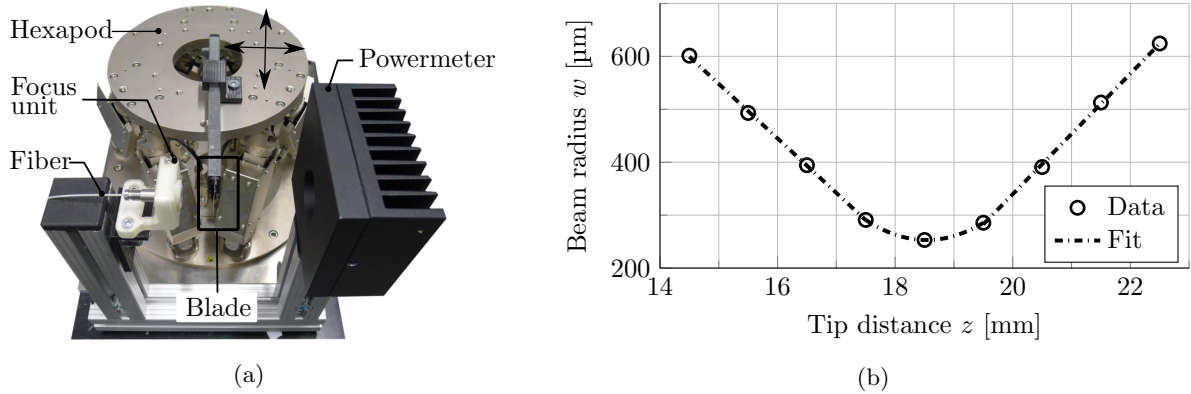 Hexapod
Powermeter
Focus
unit
Fiber
Blade
(a)
Beam radius w [µm]
600
400
200
14
16
18
20
22
Data
Fit
Tip distance z [mm]
(b)